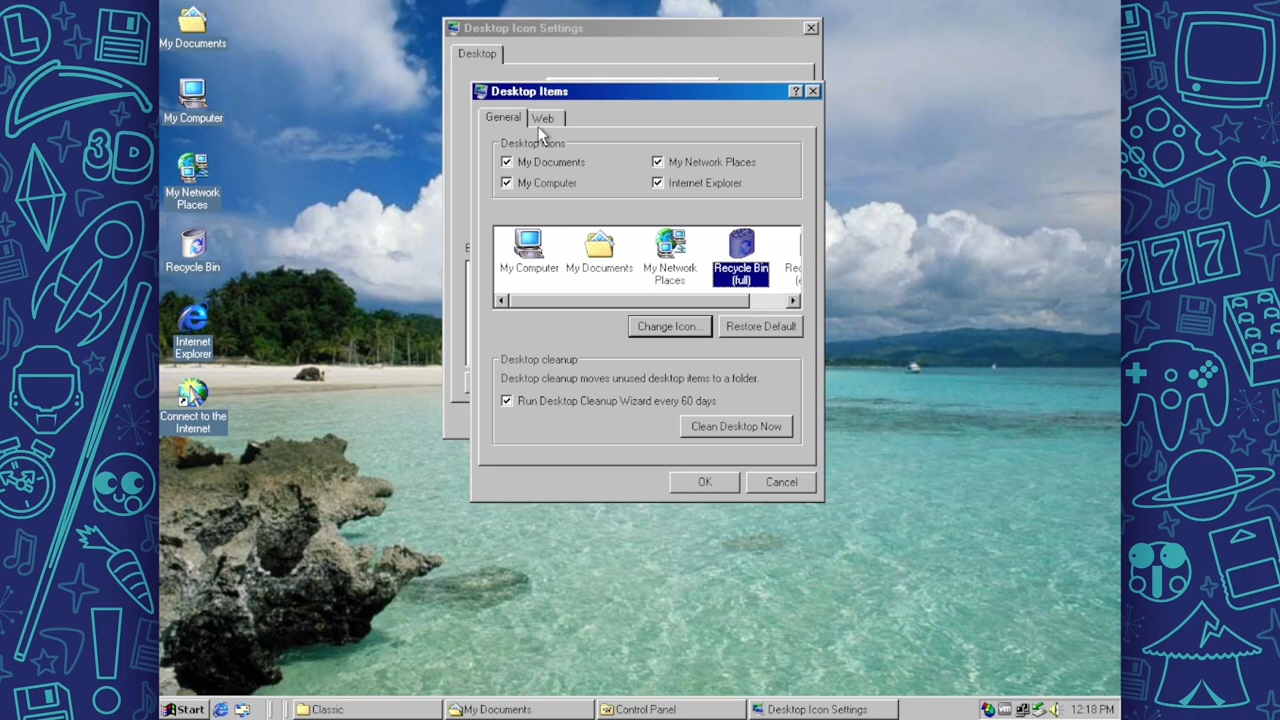 My Documents
My Computer
My Network
Places
Recycle Bin
Internet
Explorer
Connect to the
Internet
Desktop Icon Settings
Desktop
Desktop Items
General
Web
My Documents
My Network Places
My Computer
Internet Explorer
My Computer
My Documents
My Network
Places
Recycle Bin
(full)
Change Icon...
Restore Default
Desktop cleanup
Desktop cleanup moves unused desktop items to a folder.
Run Desktop Cleanup Wizard every 60 days
Clean Desktop Now
OK
Cancel
Start
Classic
My Documents
Control Panel
Desktop Icon Settings
12:18 PM
L
3D
777